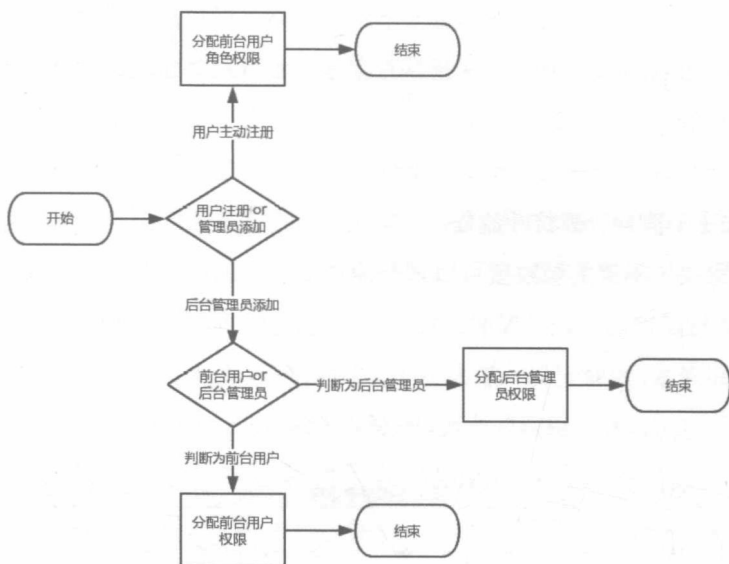 分配前台用户
角色权限
结束
用户主动注册
开始
用户注册 or
管理员添加
后台管理员添加
前台用户or
后台管理员
判断为后台管理员
分配后台管理
员权限
结束
判断为前台用户
分配前台用户
权限
结束